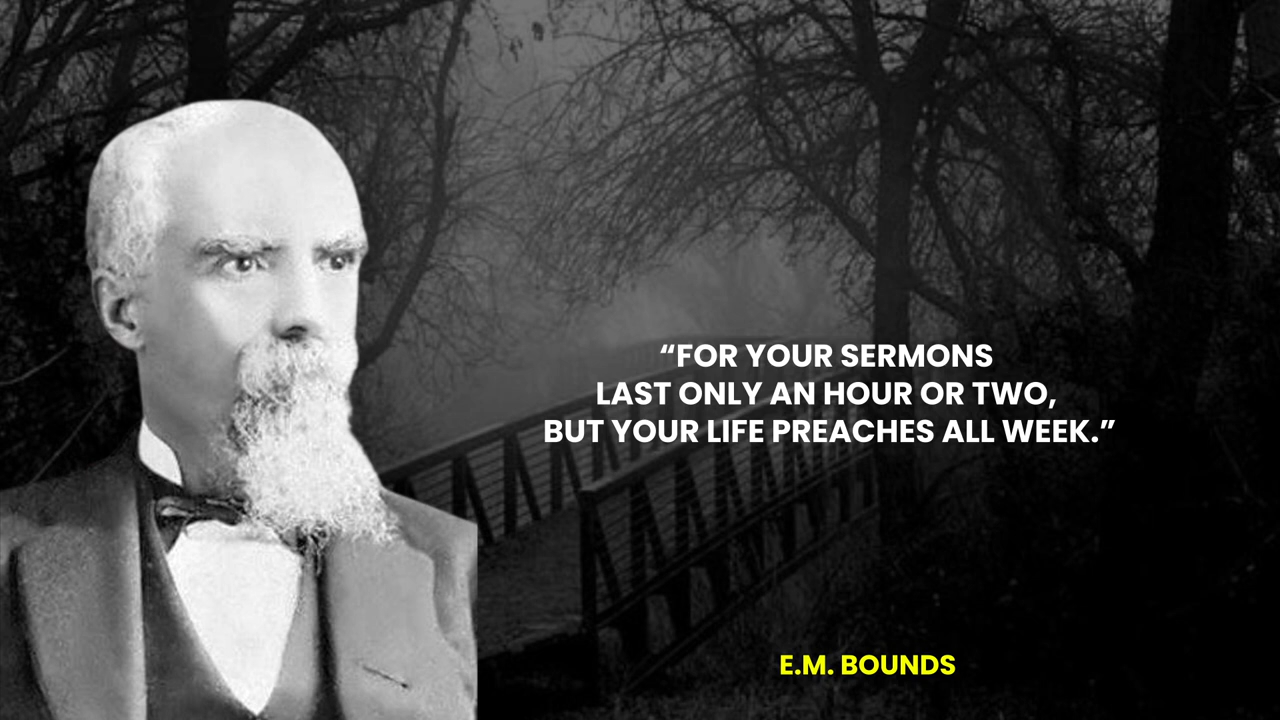 “FOR YOUR SERMONS
LAST ONLY AN HOUR OR TWO,
BUT YOUR LIFE PREACHES ALL WEEK.”
E.M. BOUNDS